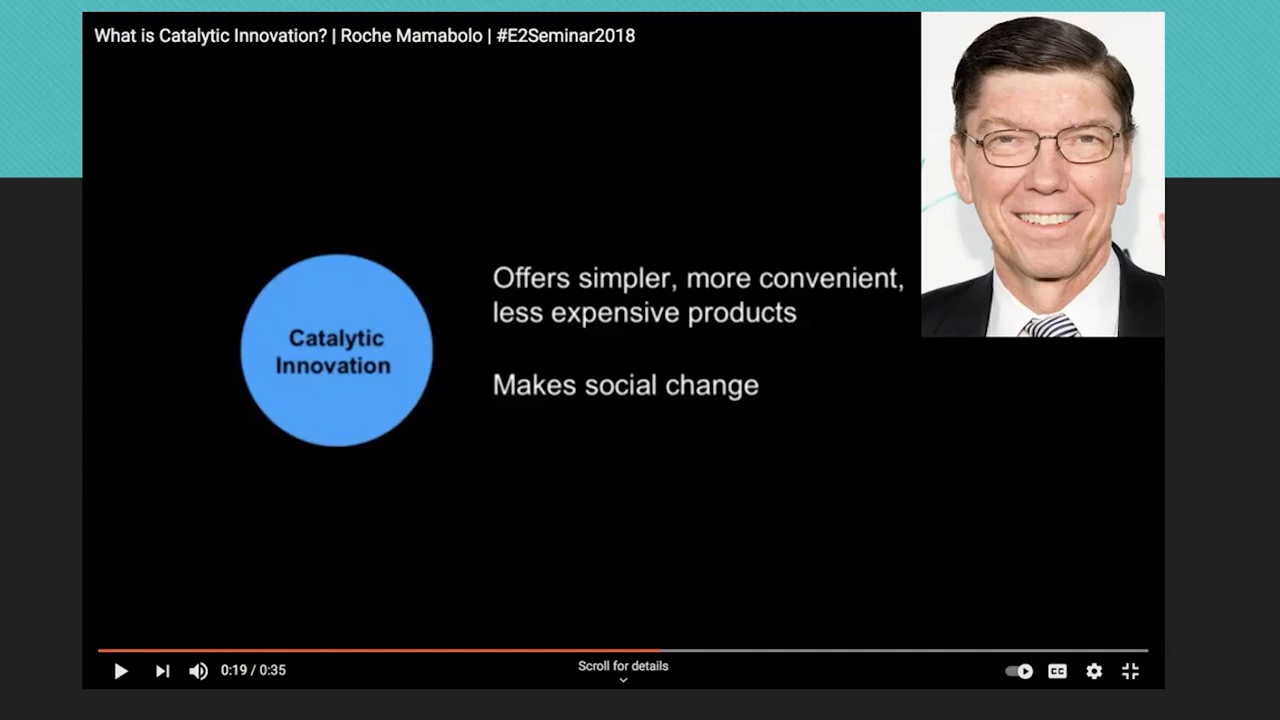 What is Catalytic Innovation? | Roche Mamabolo | #E2Seminar2018
Catalytic
Innovation
Offers simpler, more convenient,
less expensive products
Makes social change
0:19 / 0:35
Scroll for details
CC